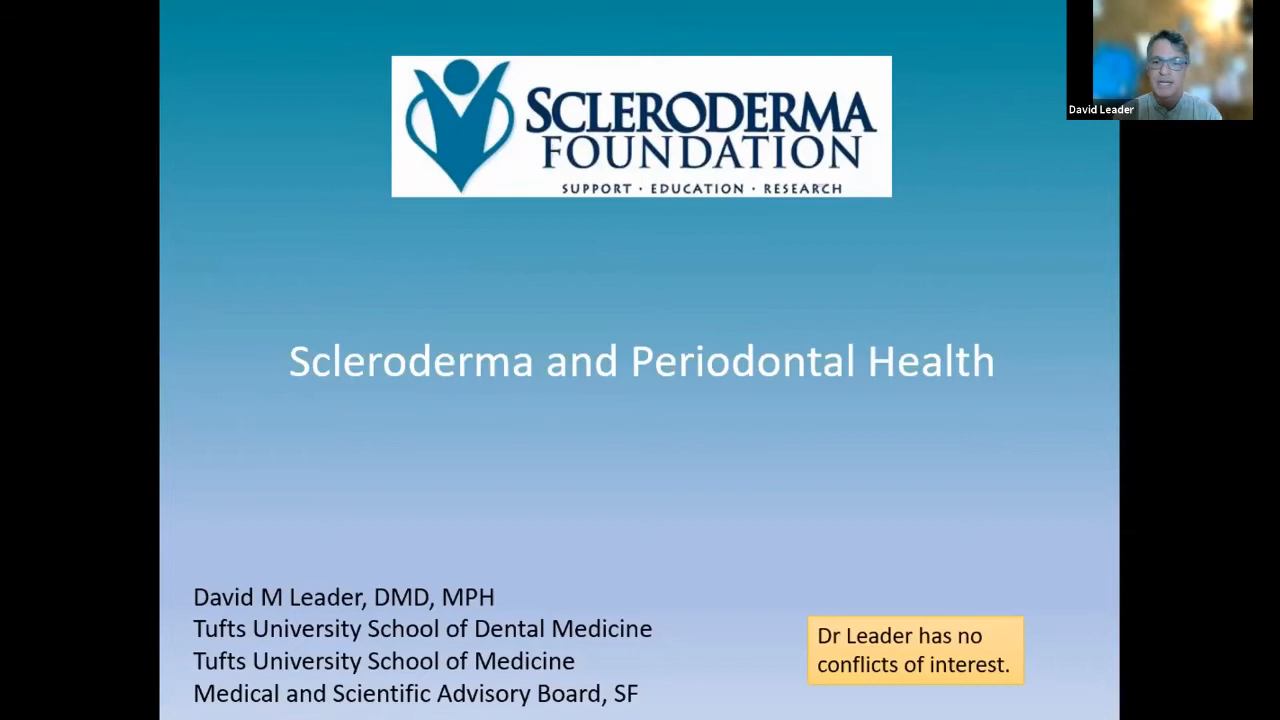 SCLERODERMA
FOUNDATION
SUPPORT · EDUCATION · RESEARCH
David Leader
Scleroderma and Periodontal Health
David M Leader, DMD, MPH
Tufts University School of Dental Medicine
Tufts University School of Medicine
Medical and Scientific Advisory Board, SF
Dr Leader has no
conflicts of interest.